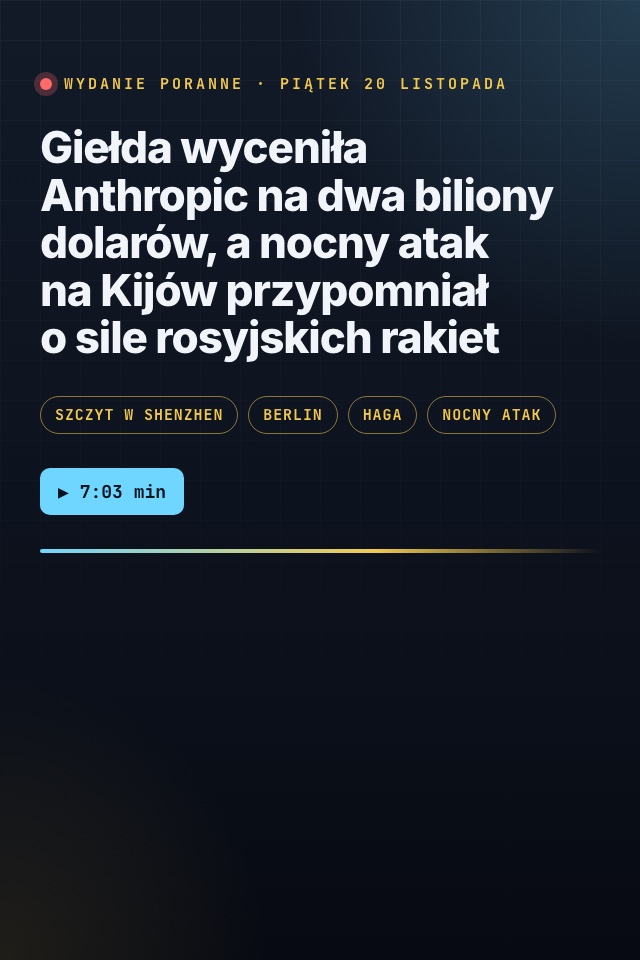 WYDANIE PORANNE · PIĄTEK 20 LISTOPADA
Giełda wyceniła
Anthropic na dwa biliony
dolarów, a nocny atak
na Kijów przypomniał
o sile rosyjskich rakiet
SZCZYT W SHENZHEN BERLIN HAGA NOCNY ATAK
▶ 7:03 min